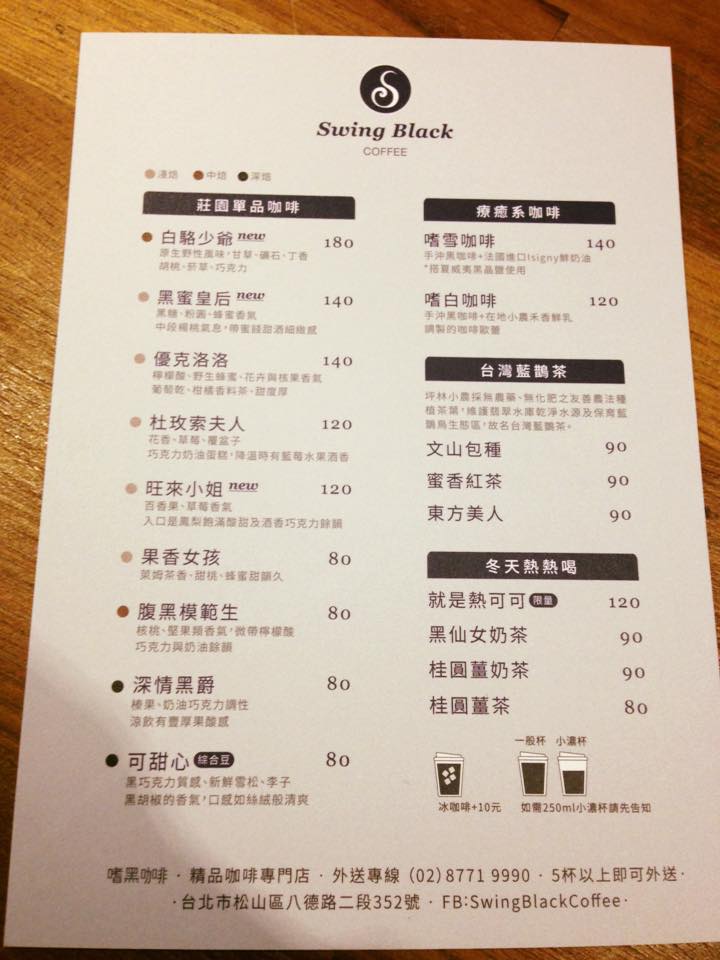 Swing Black
COFFEE
淺焙 中焙 深焙
莊園單品咖啡
白駱少爺 new 180
原生野性風味,甘草、礦石、丁香
胡桃、菸草、巧克力
黑蜜皇后 new 140
黑糖、粉圓、蜂蜜香氣
中段楊桃氣息,帶蜜餞甜酒細緻感
優克洛洛 140
檸檬酸、野生蜂蜜、花卉與核果香氣
葡萄乾、柑橘香料茶、甜度厚
杜玫索夫人 120
花香、草莓、覆盆子
巧克力奶油蛋糕,降溫時有藍莓水果酒香
旺來小姐 new 120
百香果、草莓香氣
入口是鳳梨飽滿酸甜及酒香巧克力餘韻
果香女孩 80
萊姆茶香、甜桃、蜂蜜甜韻久
腹黑模範生 80
核桃、堅果類香氣,微帶檸檬酸
巧克力與奶油餘韻
深情黑爵 80
榛果、奶油巧克力調性
涼飲有豐厚果酸感
可甜心 綜合豆 80
黑巧克力質感、新鮮雪松、李子
黑胡椒的香氣,口感如絲絨般清爽
療癒系咖啡
嗜雪咖啡 140
手沖黑咖啡+法國進口Isigny鮮奶油
*搭夏威夷黑晶鹽使用
嗜白咖啡 120
手沖黑咖啡+在地小農禾香鮮乳
調製的咖啡歐蕾
台灣藍鵲茶
坪林小農採無農藥、無化肥之友善農法種
植茶葉,維護翡翠水庫乾淨水源及保育藍
鵲鳥生態區,故名台灣藍鵲茶。
文山包種 90
蜜香紅茶 90
東方美人 90
冬天熱熱喝
就是熱可可 限量 120
黑仙女奶茶 90
桂圓薑奶茶 90
桂圓薑茶 80
一般杯 小濃杯
冰咖啡+10元 如需250ml小濃杯請先告知
嗜黑咖啡 · 精品咖啡專門店 · 外送專線 (02)8771 9990 · 5杯以上即可外送·
·台北市松山區八德路二段352號 · FB:SwingBlackCoffee·